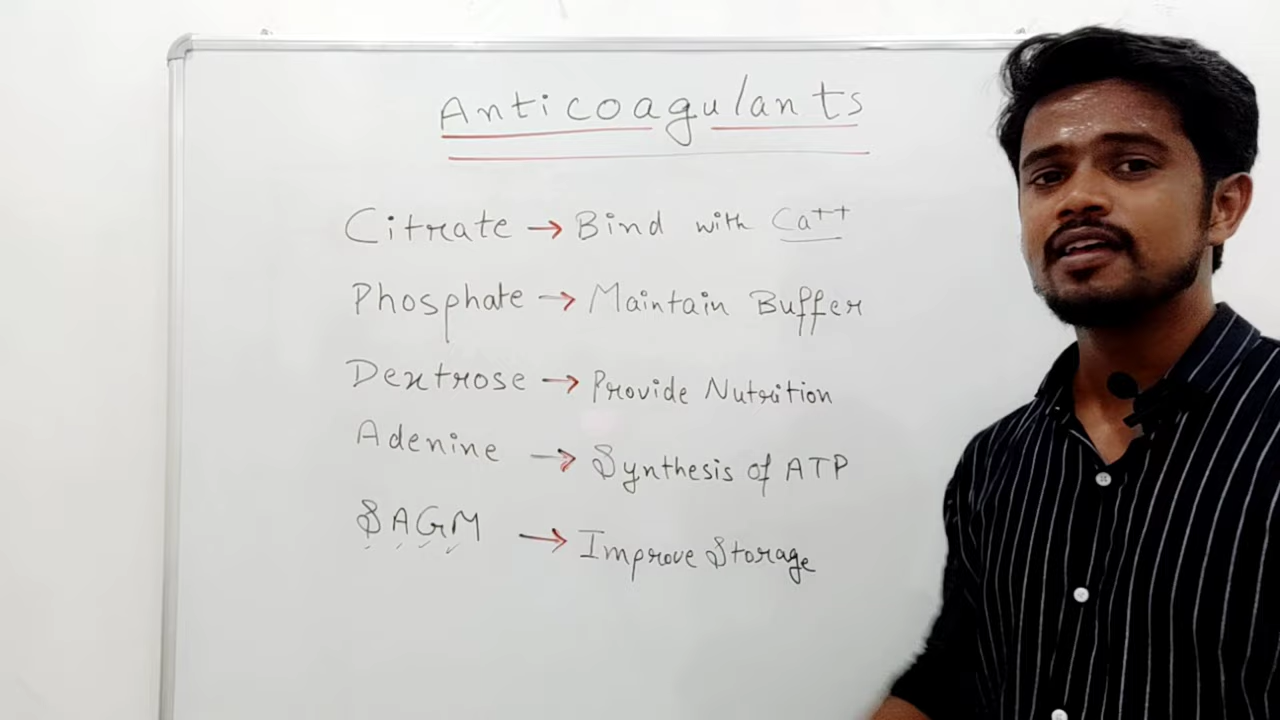 Anticoagulants
Citrate → Bind with Ca++
Phosphate → Maintain Buffer
Dextrose → Provide Nutrition
Adenine → Synthesis of ATP
SAGM → Improve Storage